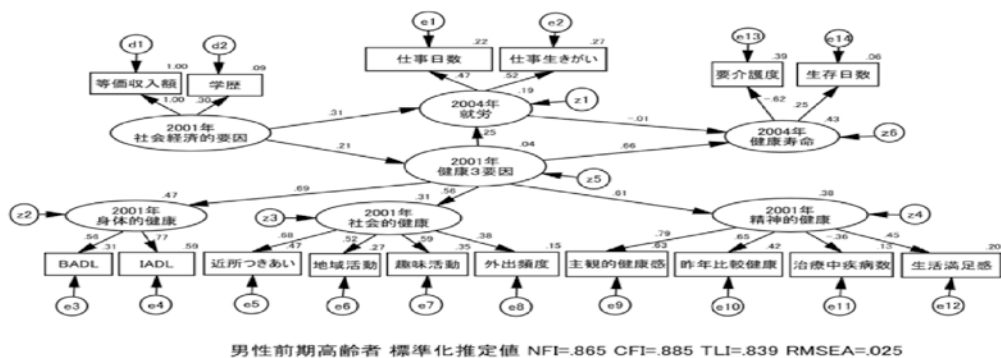 e1
e2
d1
d2
e13
e14
.22
.27
仕事日数
仕事生きがい
.39
.06
1.00
.09
等価収入額
学歴
要介護度
生存日数
.47
.52
.19
1.00
.30
-.62
.25
.43
2004年
就労
z1
2001年
社会経済的要因
.31
-.01
2004年
健康寿命
z6
.25
.04
.21
2001年
健康3要因
.66
z5
.47
.69
.31
.56
.61
.38
z2
2001年
身体的健康
z3
2001年
社会的健康
2001年
精神的健康
z4
.56
.31
.77
.59
.68
.47
.52
.27
.59
.35
.38
.15
.79
.63
.65
.42
-.36
.13
.45
.20
BADL
IADL
近所つきあい
地域活動
趣味活動
外出頻度
主観的健康感
昨年比較健康
治療中疾病数
生活満足感
e3
e4
e5
e6
e7
e8
e9
e10
e11
e12
男性前期高齢者 標準化推定値 NFI=.865 CFI=.885 TLI=.839 RMSEA=.025